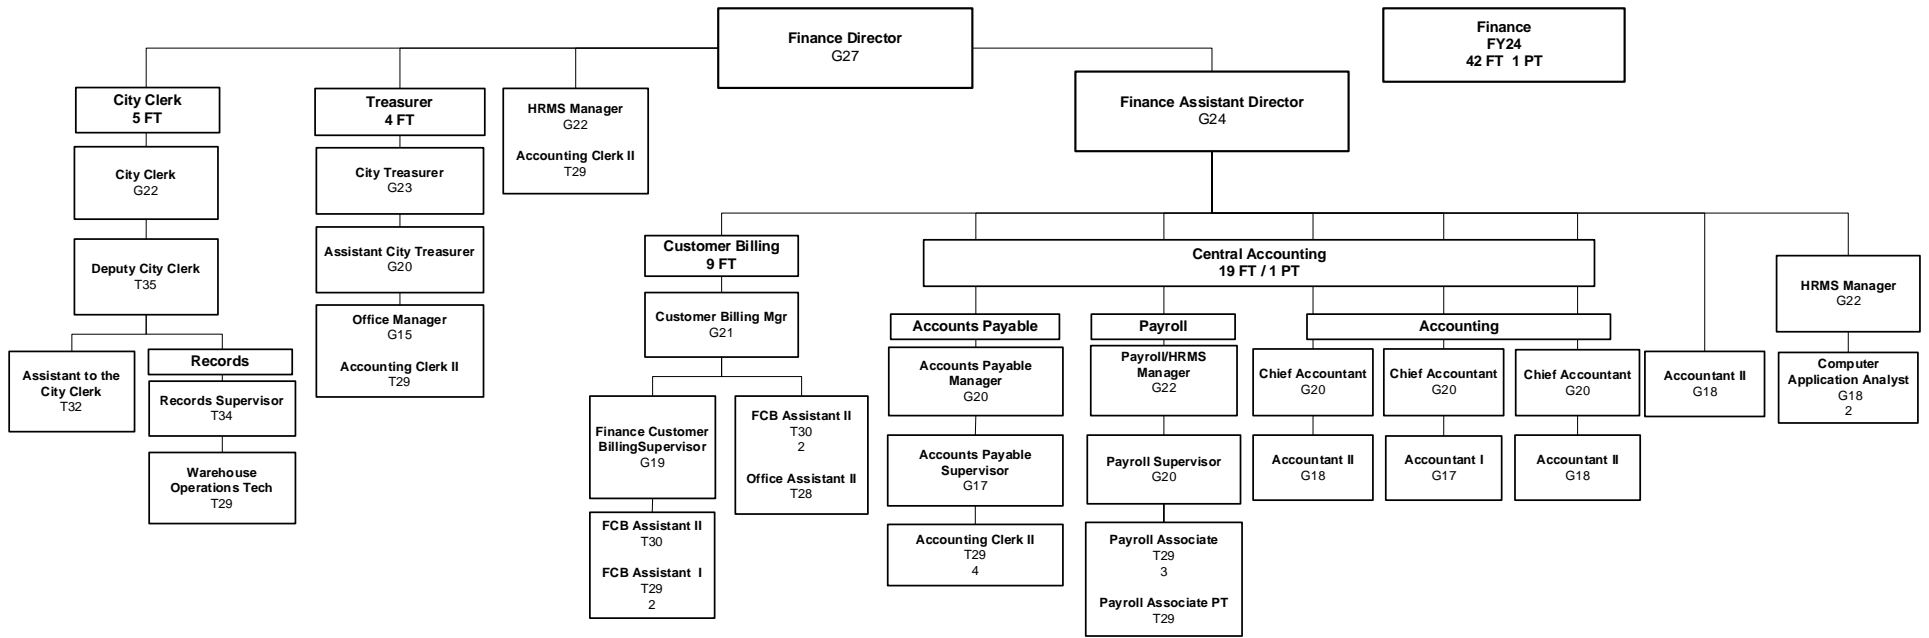 Finance Director
G27
Finance
FY24
42 FT 1 PT
Finance Assistant Director
G24
City Clerk
5 FT
City Clerk
G22
Deputy City Clerk
T35
Assistant to the
City Clerk
T32
Records
Records Supervisor
T34
Warehouse
Operations Tech
T29
Treasurer
4 FT
City Treasurer
G23
Assistant City Treasurer
G20
Office Manager
G15
Accounting Clerk II
T29
HRMS Manager
G22
Accounting Clerk II
T29
Customer Billing
9 FT
Customer Billing Mgr
G21
Finance Customer
BillingSupervisor
G19
FCB Assistant II
T30
FCB Assistant I
T29
2
FCB Assistant II
T30
2
Office Assistant II
T28
Central Accounting
19 FT / 1 PT
Accounts Payable
Accounts Payable
Manager
G20
Accounts Payable
Supervisor
G17
Accounting Clerk II
T29
4
Payroll
Payroll/HRMS
Manager
G22
Payroll Supervisor
G20
Payroll Associate
T29
3
Payroll Associate PT
T29
Accounting
Chief Accountant
G20
Accountant II
G18
Chief Accountant
G20
Accountant I
G17
Chief Accountant
G20
Accountant II
G18
Accountant II
G18
HRMS Manager
G22
Computer
Application Analyst
G18
2